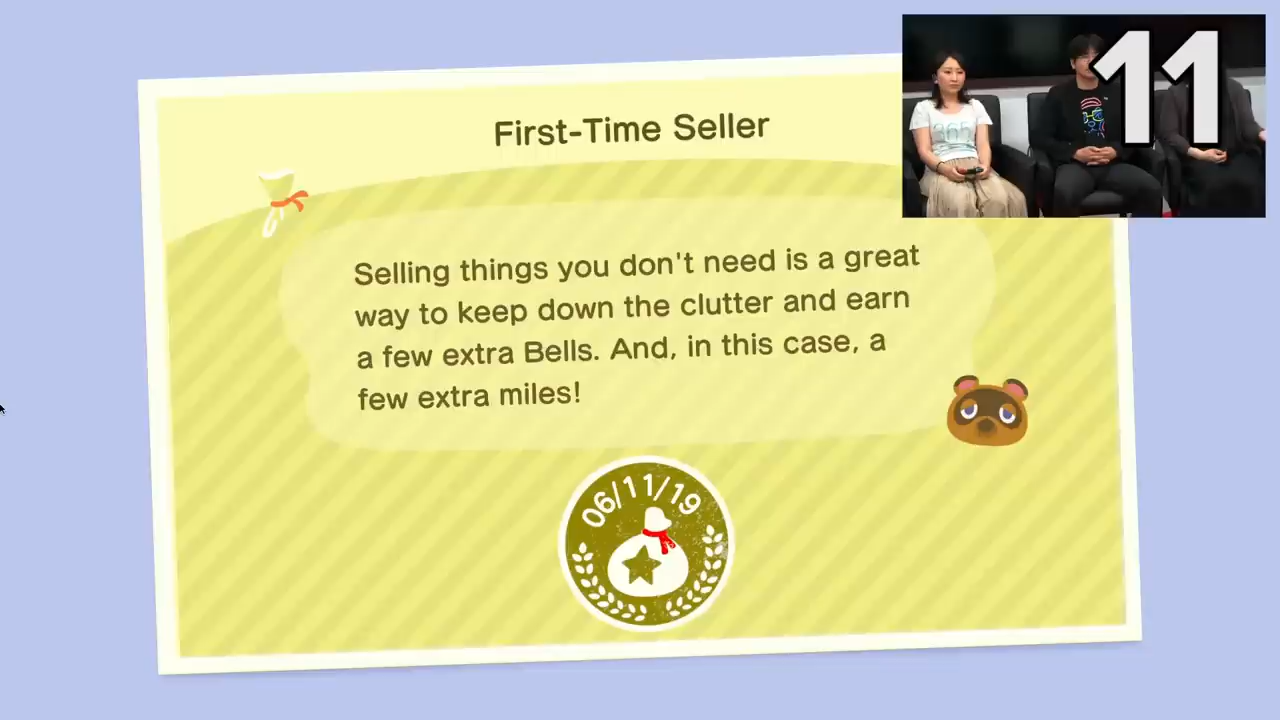 First-Time Seller
11
Selling things you don't need is a great
way to keep down the clutter and earn
a few extra Bells. And, in this case, a
few extra miles!
06/11/19